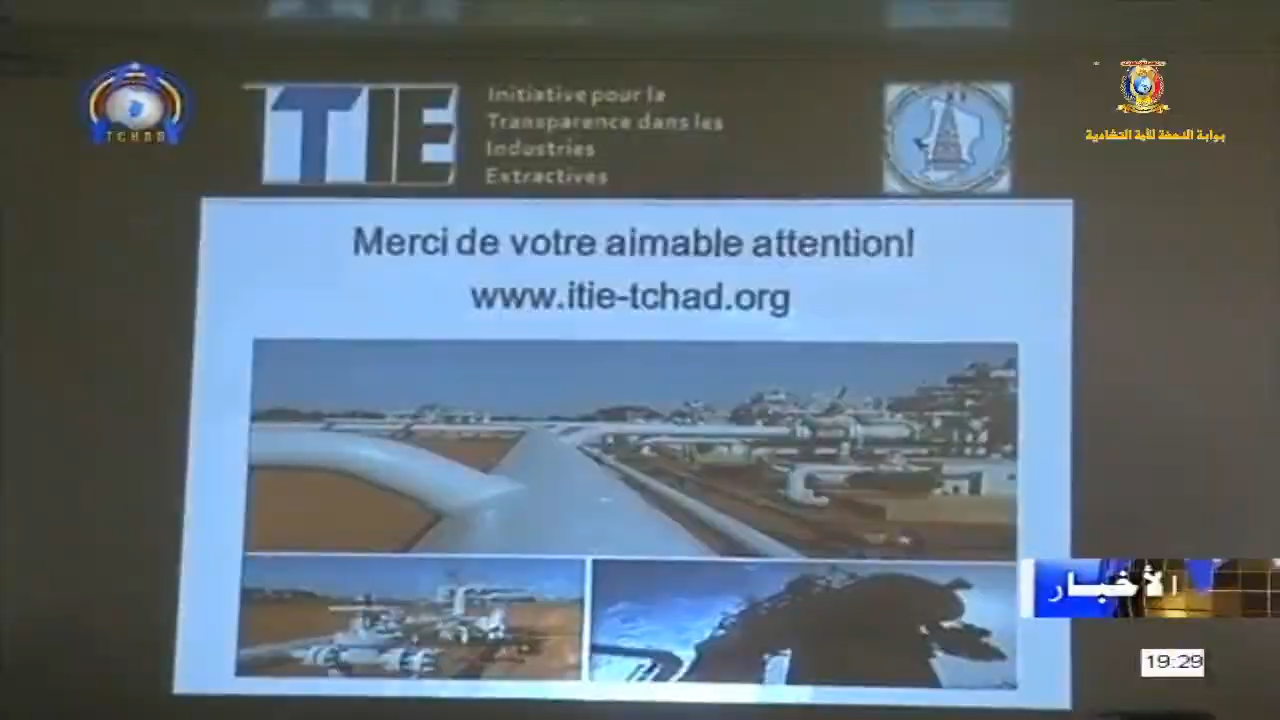 TCHAD
ITIE
Initiative pour la
Transparence dans les
Industries
Extractives
بوابة النهضة للأمة التشادية
Merci de votre aimable attention!
www.itie-tchad.org
الأخبار
19:29